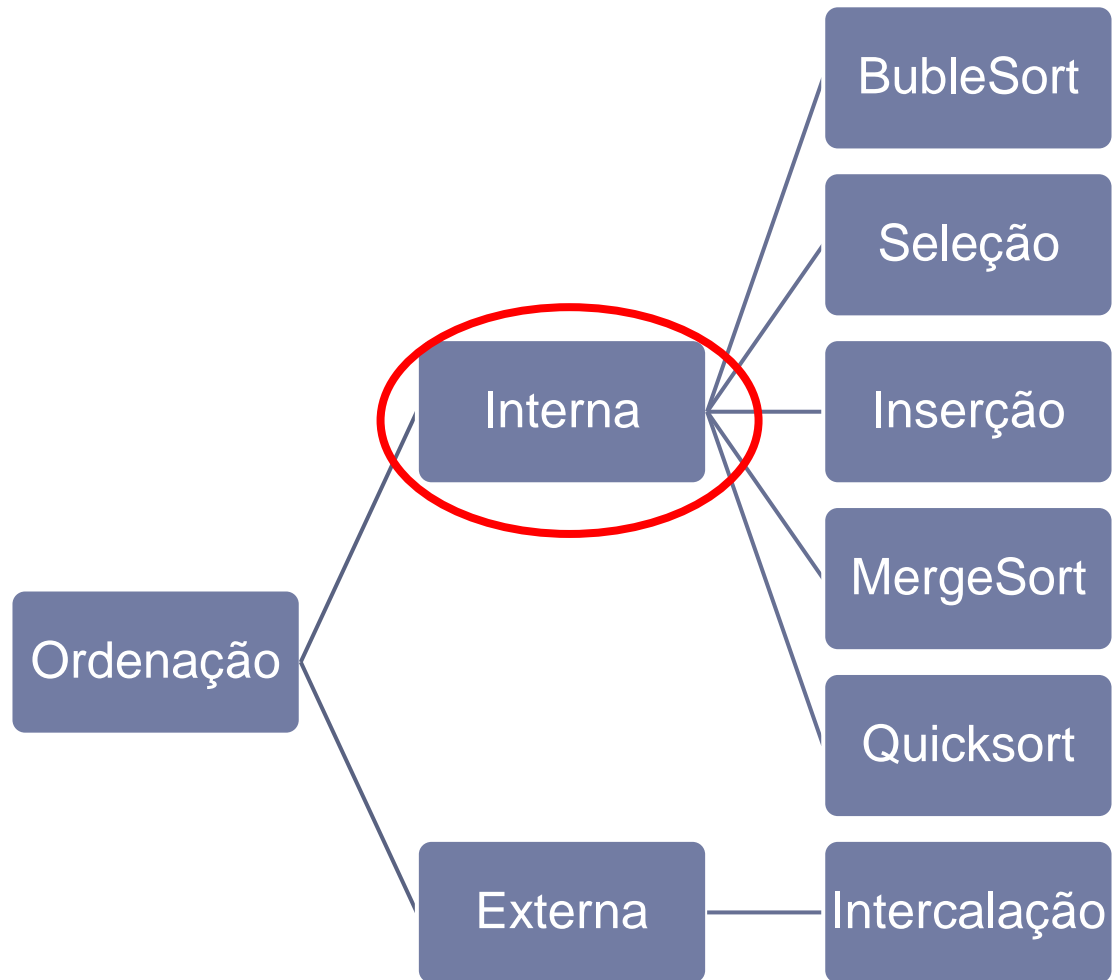 BubleSort
Seleção
Interna
Inserção
MergeSort
Ordenação
Quicksort
Externa
Intercalação